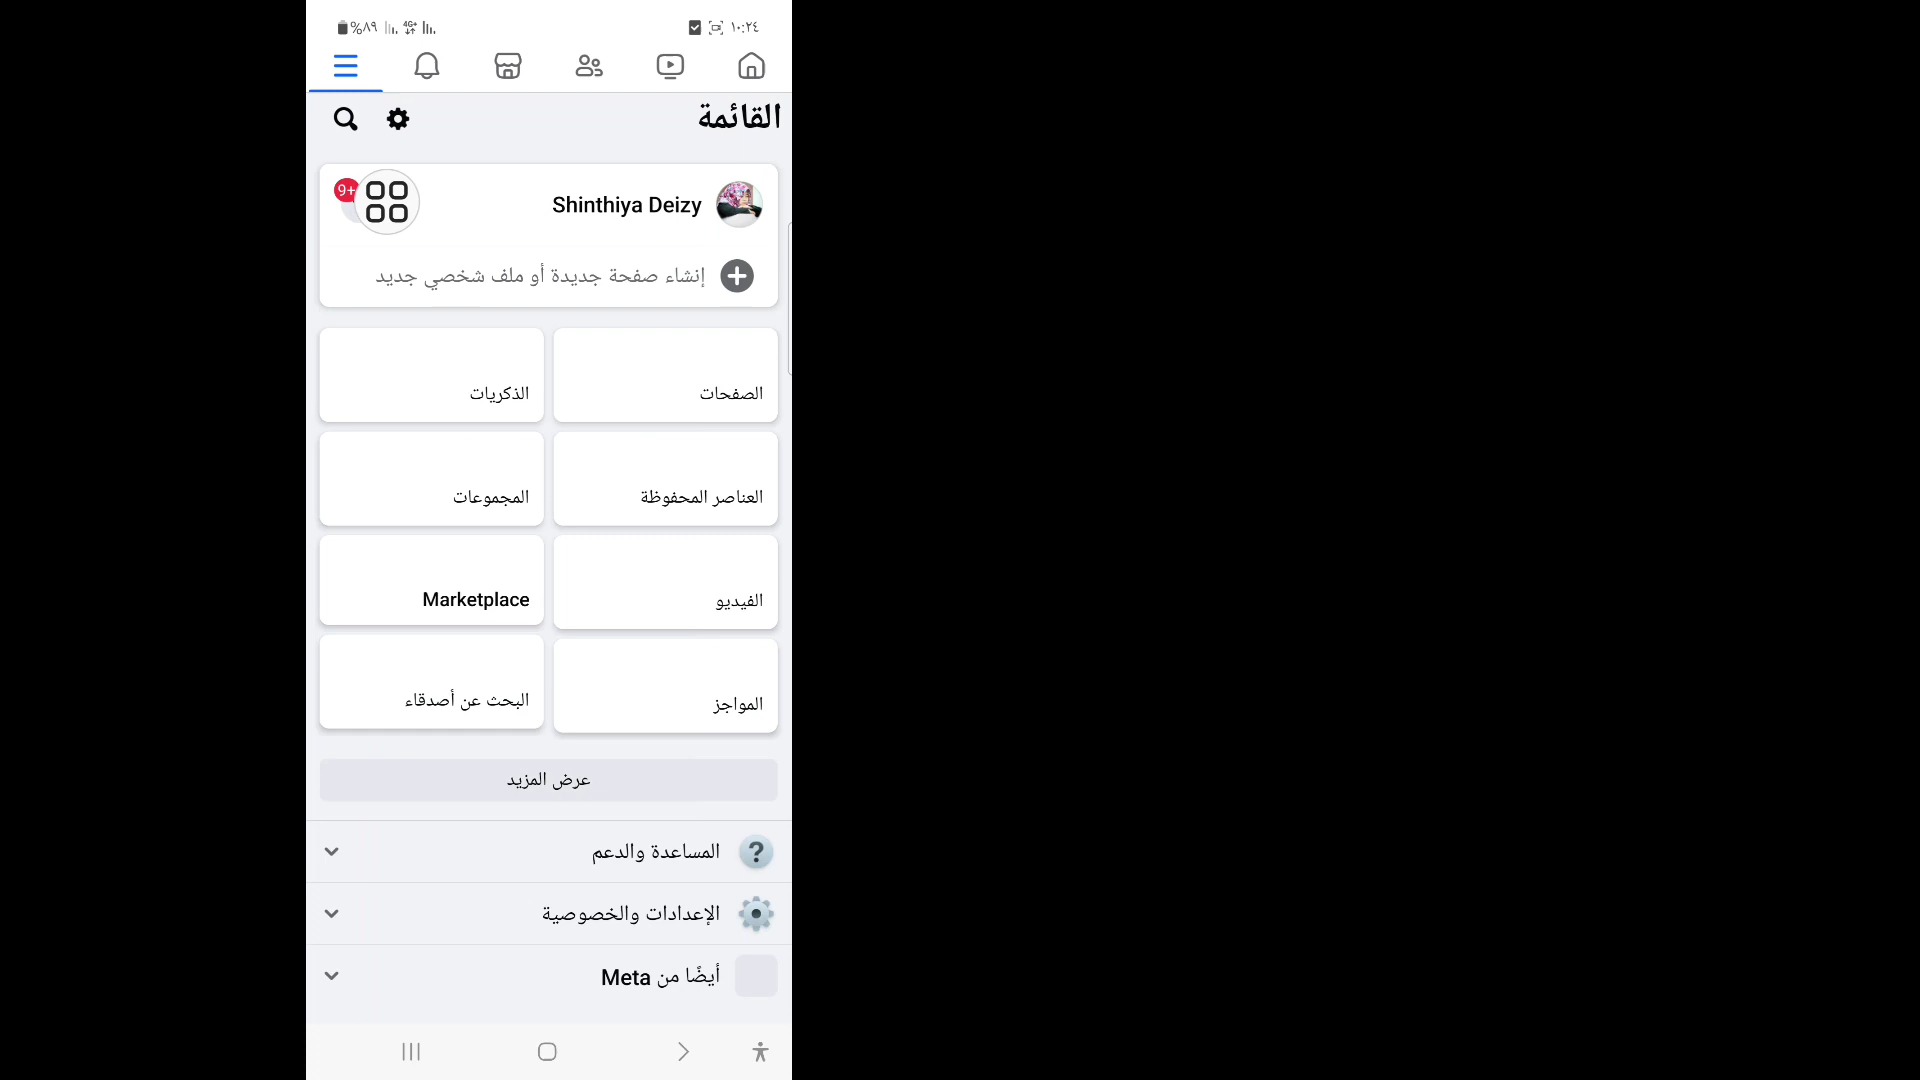 ١٠:٢٤ 4G+ %٨٩
القائمة
Shinthiya Deizy 9+
إنشاء صفحة جديدة أو ملف شخصي جديد
الصفحات
الذكريات
العناصر المحفوظة
المجموعات
الفيديو
Marketplace
المواجز
البحث عن أصدقاء
عرض المزيد
المساعدة والدعم
الإعدادات والخصوصية
أيضًا من Meta